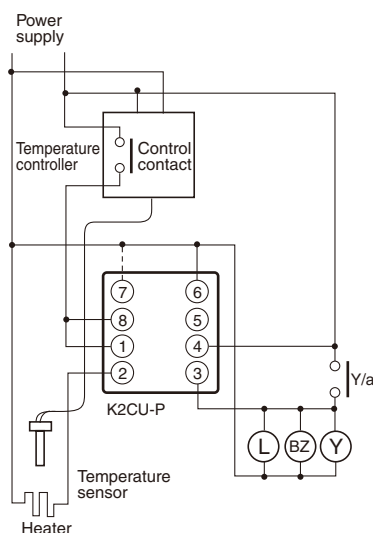 Power
supply
Temperature
controller
Control
contact
7
6
8
5
1
4
2
3
Y/a
K2CU-P
L
BZ
Y
Temperature
sensor
Heater